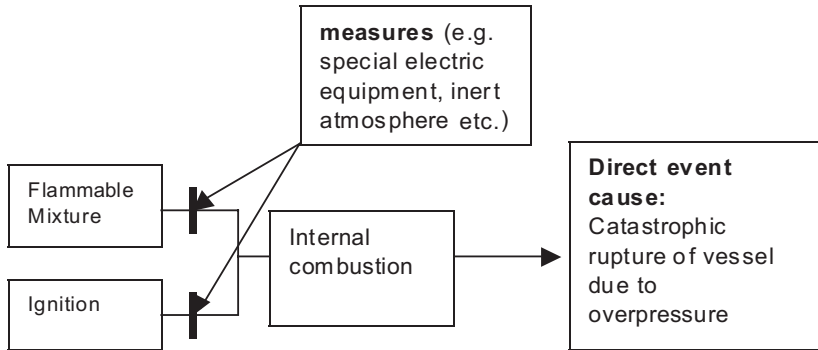 measures (e.g.
special electric
equipment, inert
atmosphere etc.)
Flammable
Mixture
Ignition
Internal
combustion
Direct event
cause:
Catastrophic
rupture of vessel
due to
overpressure